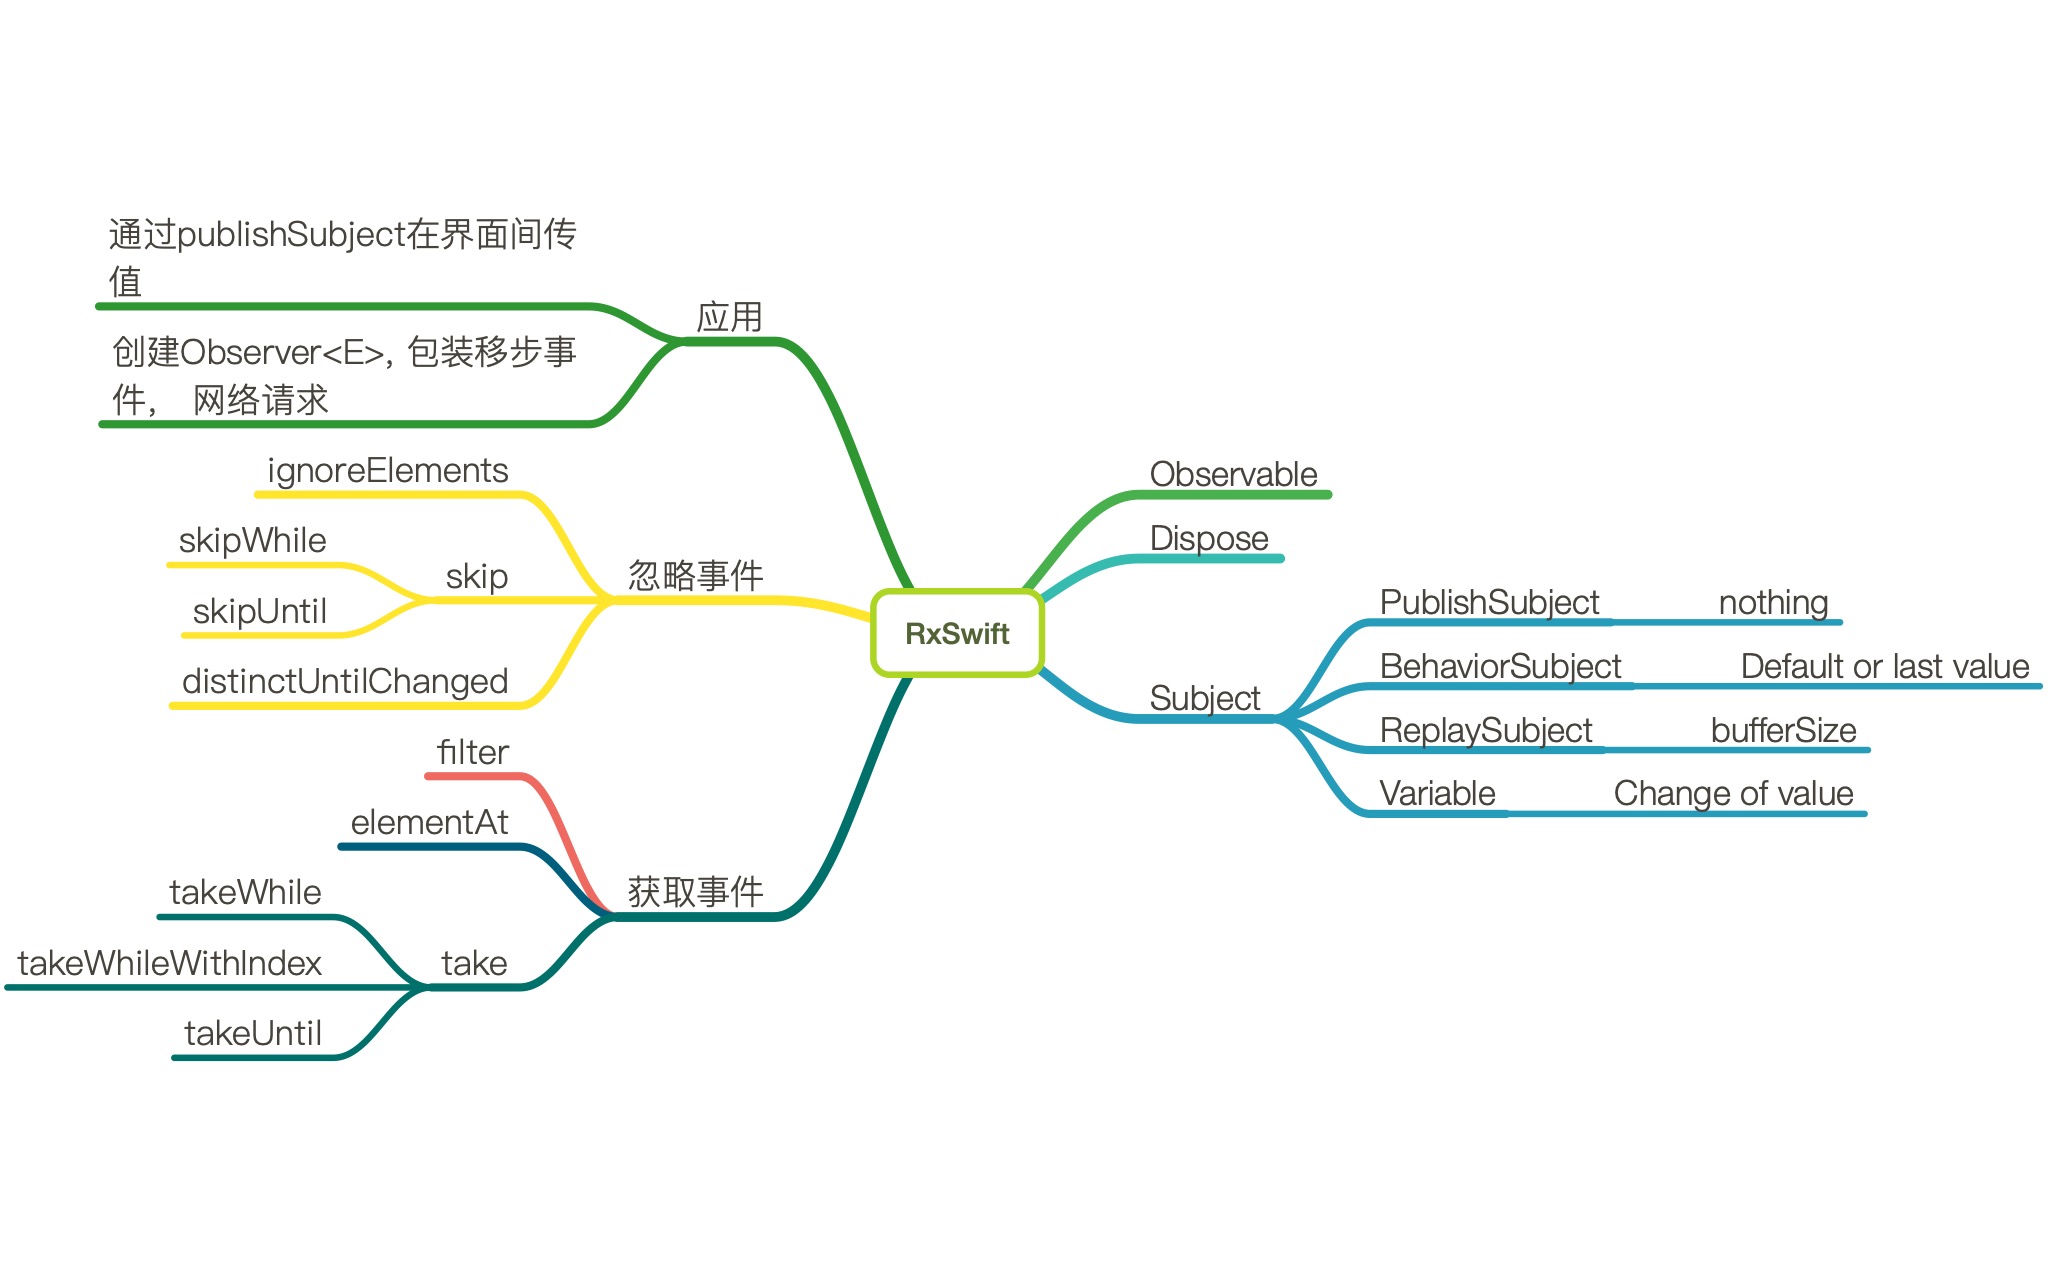 通过publishSubject在界面间传
值
应用
创建Observer<E>, 包装移步事
件， 网络请求
ignoreElements
skipWhile
skip
skipUntil
忽略事件
distinctUntilChanged
filter
elementAt
获取事件
takeWhile
takeWhileWithIndex
take
takeUntil
RxSwift
Observable
Dispose
Subject
PublishSubject
nothing
BehaviorSubject
Default or last value
ReplaySubject
bufferSize
Variable
Change of value